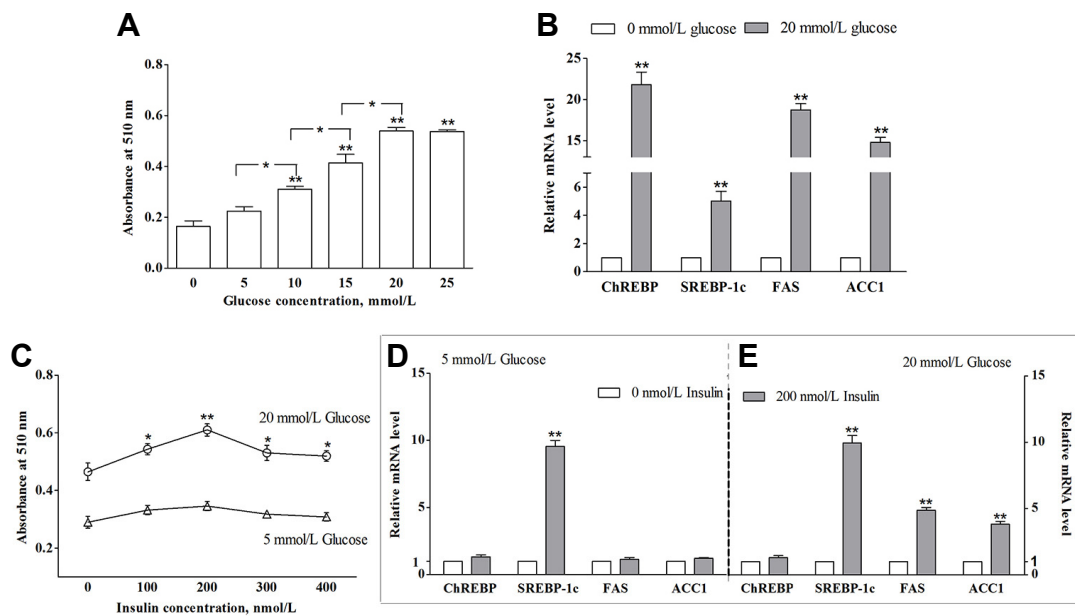 A
Absorbance at 510 nm
0.8
0.6
0.4
0.2
0.0
*
*
*
**
**
**
**
0 5 10 15 20 25
Glucose concentration, mmol/L
B
0 mmol/L glucose 20 mmol/L glucose
Relative mRNA level
25
20
15
6
4
2
0
**
**
**
**
ChREBP SREBP-1c FAS ACC1
C
Absorbance at 510 nm
0.8
0.6
0.4
0.2
20 mmol/L Glucose
*
**
*
*
5 mmol/L Glucose
0 100 200 300 400
Insulin concentration, nmol/L
D
5 mmol/L Glucose
0 nmol/L Insulin
Relative mRNA level
15
10
5
1
0
**
ChREBP SREBP-1c FAS ACC1
E
20 mmol/L Glucose
200 nmol/L Insulin
**
**
**
15
10
5
1
0
Relative mRNA level
ChREBP SREBP-1c FAS ACC1